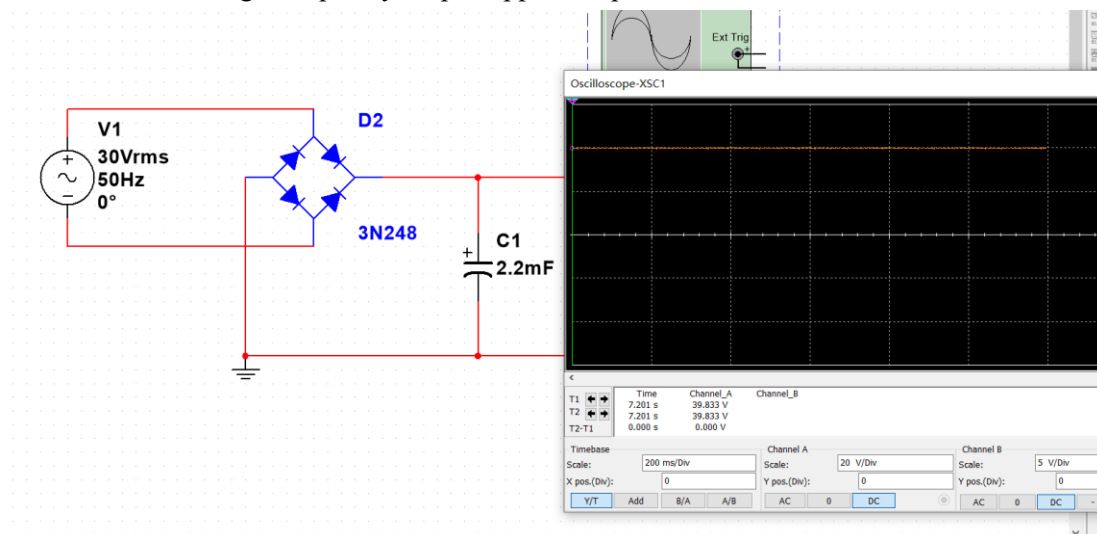 Ext Trig
+
Oscilloscope-XSC1
V1
30Vrms
50Hz
0°
D2
3N248
C1
2.2mF
Time Channel_A Channel_B
T1 7.201 s 39.833 V
T2 7.201 s 39.833 V
T2-T1 0.000 s 0.000 V
Timebase
Scale: 200 ms/Div
X pos.(Div): 0
Y/T Add B/A A/B
Channel A
Scale: 20 V/Div
Y pos.(Div): 0
AC 0 DC
Channel B
Scale: 5 V/Div
Y pos.(Div): 0
AC 0 DC -